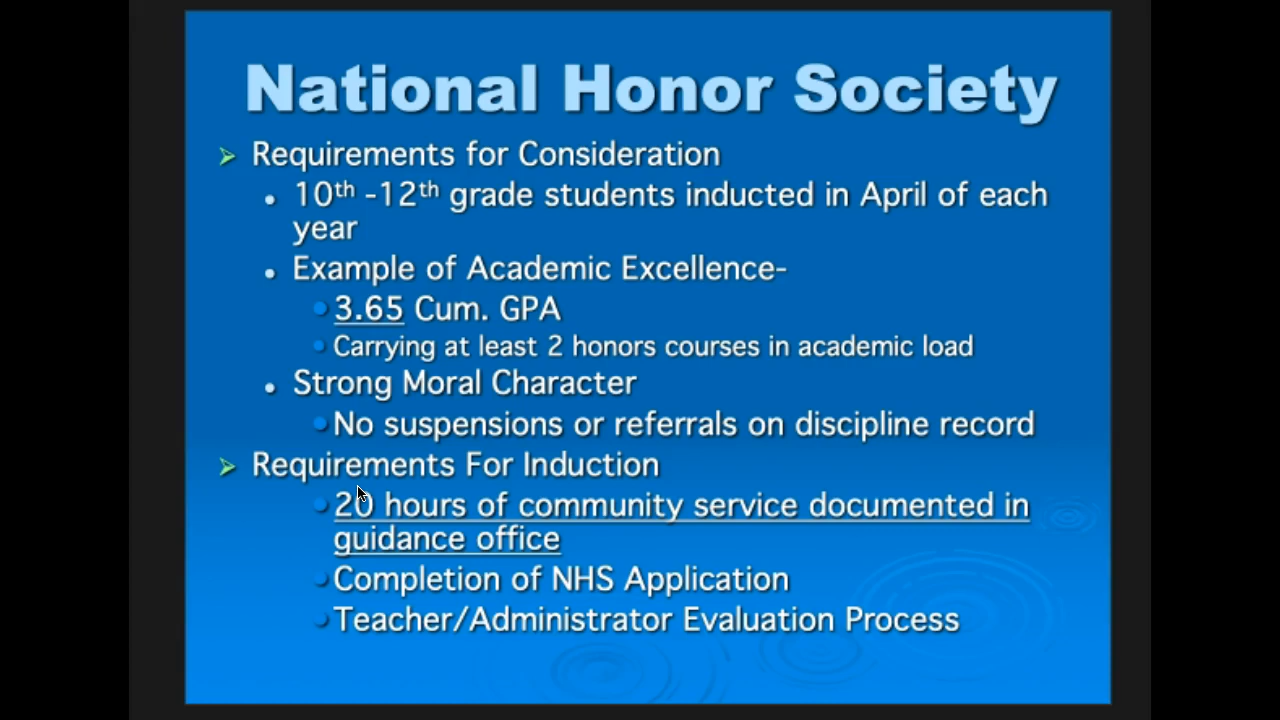 National Honor Society
Requirements for Consideration
10th -12th grade students inducted in April of each
year
Example of Academic Excellence-
3.65 Cum. GPA
Carrying at least 2 honors courses in academic load
Strong Moral Character
No suspensions or referrals on discipline record
Requirements For Induction
20 hours of community service documented in
guidance office
Completion of NHS Application
Teacher/Administrator Evaluation Process